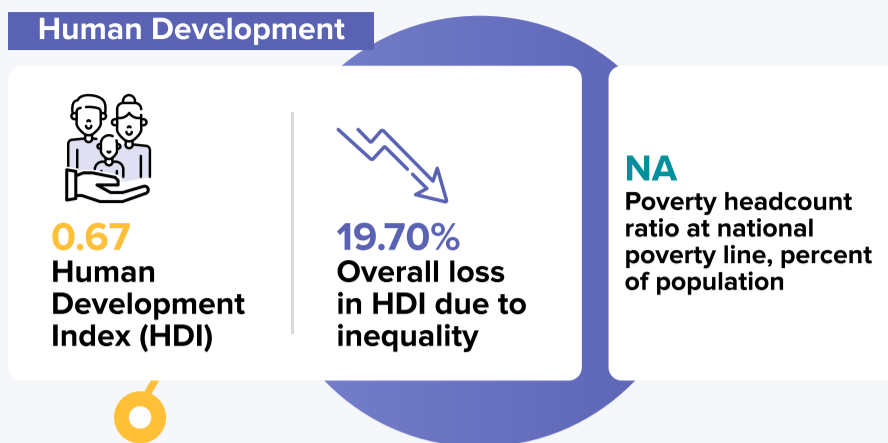 Human Development
0.67
Human
Development
Index (HDI)
19.70%
Overall loss
in HDI due to
inequality
NA
Poverty headcount
ratio at national
poverty line, percent
of population